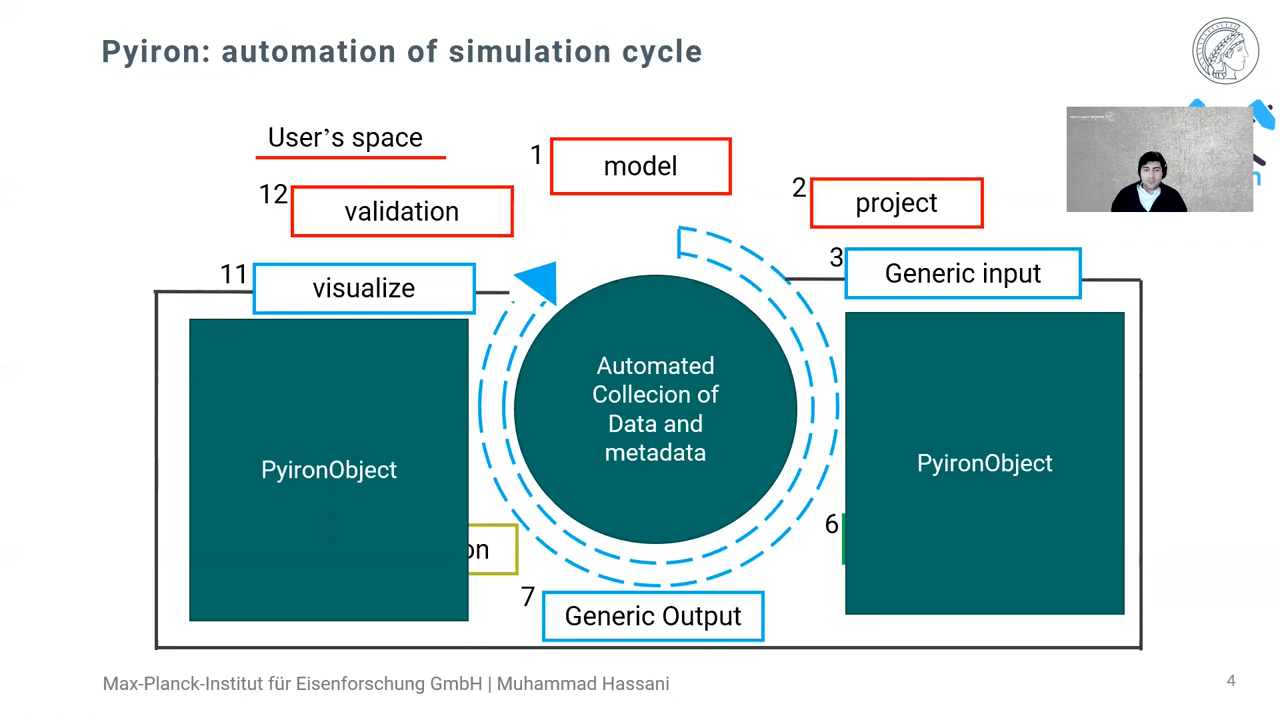 Pyiron: automation of simulation cycle
User's space
1
model
2
project
12
validation
3
Generic input
11
visualize
Automated
Collecion of
Data and
metadata
PyironObject
PyironObject
6
on
7
Generic Output
Max-Planck-Institut für Eisenforschung GmbH | Muhammad Hassani
4